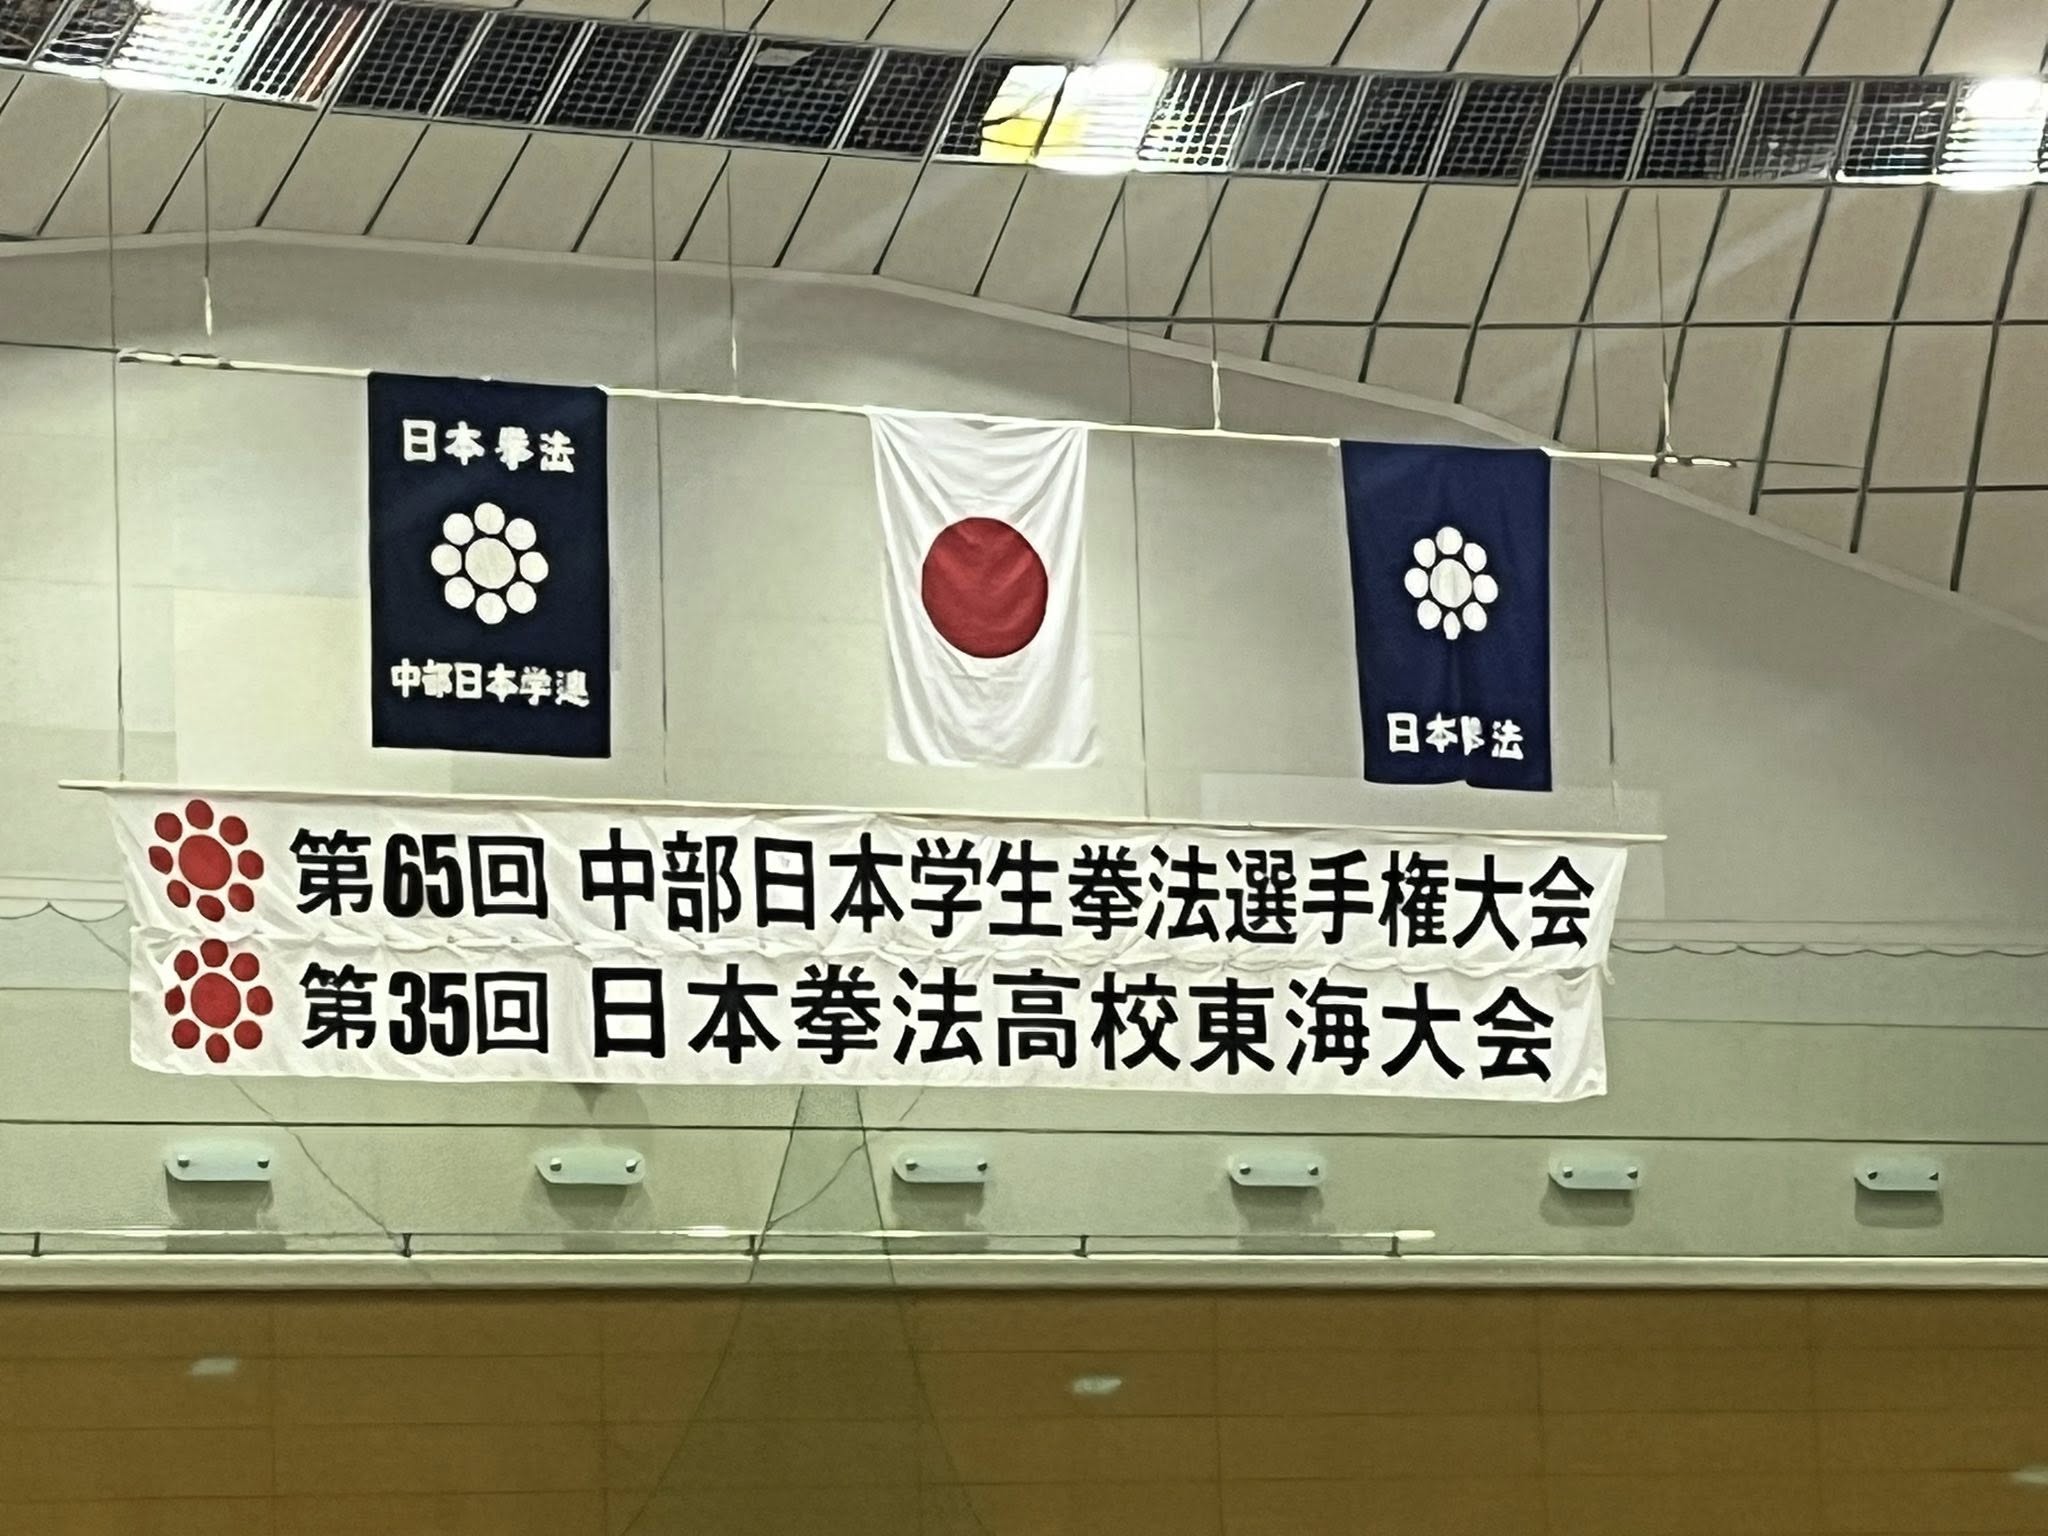 日本拳法
中部日本学連
日本拳法
第65回 中部日本学生拳法選手権大会
第35回 日本拳法高校東海大会